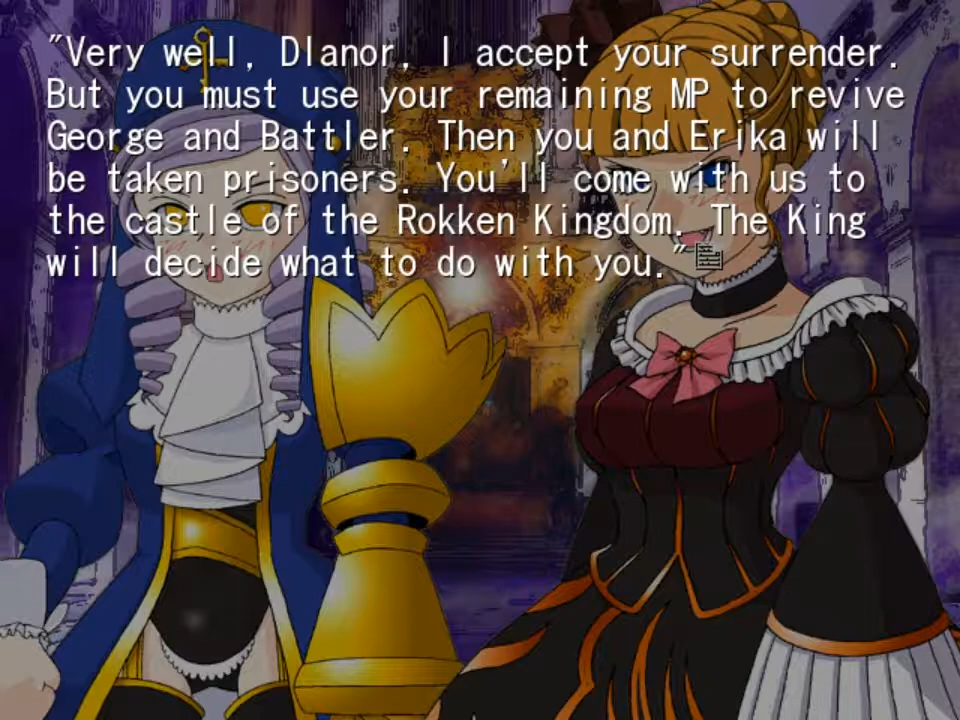 "Very well, Dlanor, I accept your surrender.
But you must use your remaining MP to revive
George and Battler. Then you and Erika will
be taken prisoners. You'll come with us to
the castle of the Rokken Kingdom. The King
will decide what to do with you."